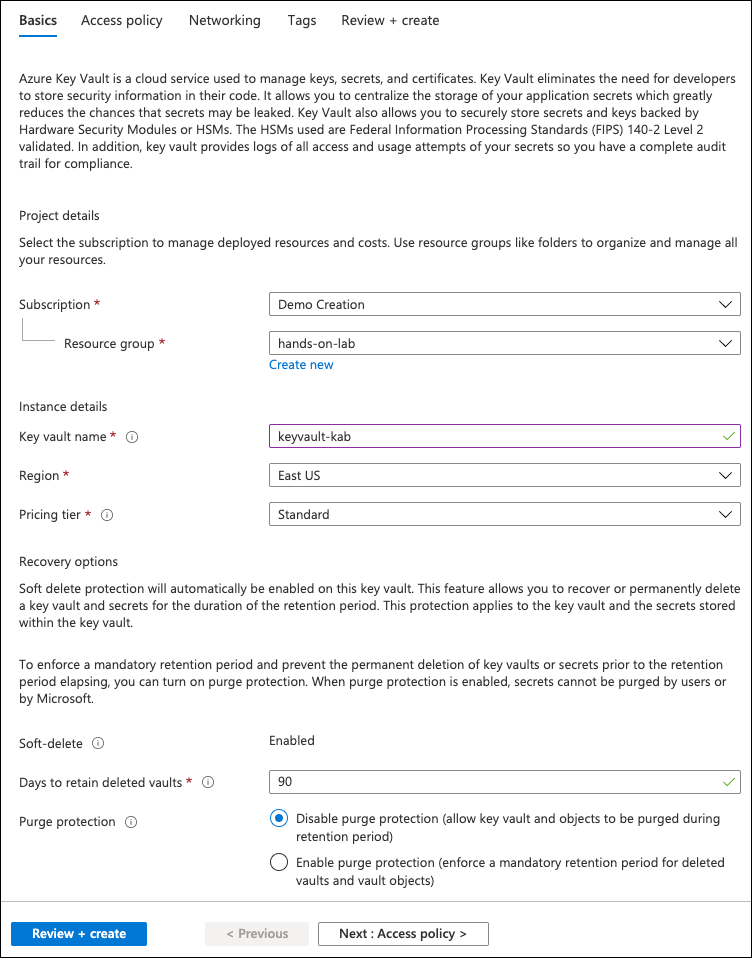 Basics Access policy Networking Tags Review + create
Azure Key Vault is a cloud service used to manage keys, secrets, and certificates. Key Vault eliminates the need for developers
to store security information in their code. It allows you to centralize the storage of your application secrets which greatly
reduces the chances that secrets may be leaked. Key Vault also allows you to securely store secrets and keys backed by
Hardware Security Modules or HSMs. The HSMs used are Federal Information Processing Standards (FIPS) 140-2 Level 2
validated. In addition, key vault provides logs of all access and usage attempts of your secrets so you have a complete audit
trail for compliance.
Project details
Select the subscription to manage deployed resources and costs. Use resource groups like folders to organize and manage all
your resources.
Subscription * Demo Creation
Resource group * hands-on-lab
Create new
Instance details
Key vault name * keyvault-kab
Region * East US
Pricing tier * Standard
Recovery options
Soft delete protection will automatically be enabled on this key vault. This feature allows you to recover or permanently delete
a key vault and secrets for the duration of the retention period. This protection applies to the key vault and the secrets stored
within the key vault.
To enforce a mandatory retention period and prevent the permanent deletion of key vaults or secrets prior to the retention
period elapsing, you can turn on purge protection. When purge protection is enabled, secrets cannot be purged by users or
by Microsoft.
Soft-delete Enabled
Days to retain deleted vaults * 90
Purge protection Disable purge protection (allow key vault and objects to be purged during
retention period)
Enable purge protection (enforce a mandatory retention period for deleted
vaults and vault objects)
Review + create < Previous Next : Access policy >